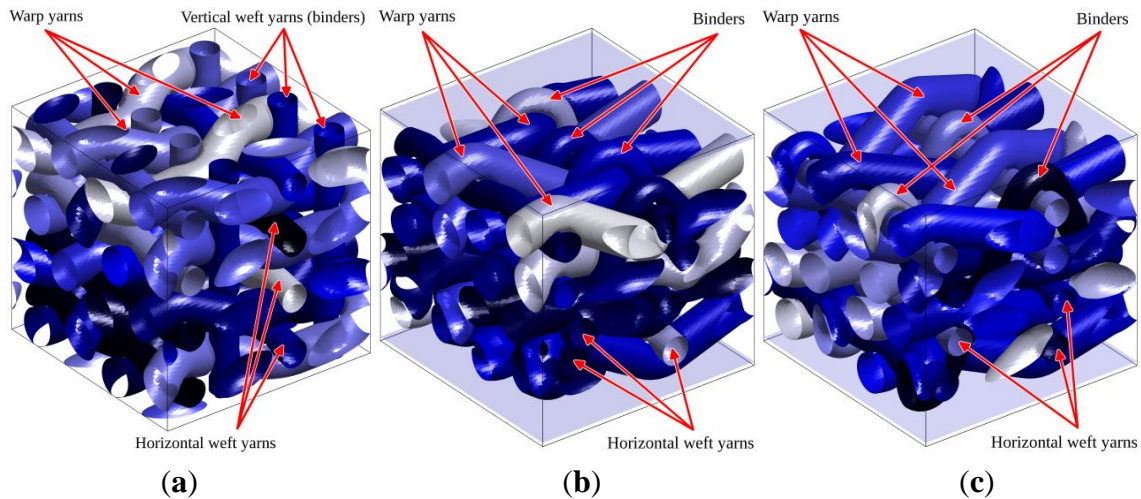 Warp yarns
Vertical weft yarns (binders)
Warp yarns
Binders
Warp yarns
Binders
Horizontal weft yarns
Horizontal weft yarns
Horizontal weft yarns
(a)
(b)
(c)